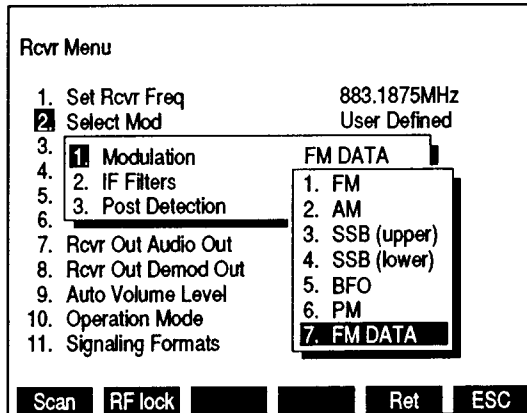 Rcvr Menu
1. Set Rcvr Freq 883.1875MHz
2. Select Mod User Defined
3.
1. Modulation FM DATA
4.
2. IF Filters
5.
3. Post Detection
6.
1. FM
2. AM
3. SSB (upper)
4. SSB (lower)
5. BFO
6. PM
7. FM DATA
7. Rcvr Out Audio Out
8. Rcvr Out Demod Out
9. Auto Volume Level
10. Operation Mode
11. Signaling Formats
Scan RF lock Ret ESC